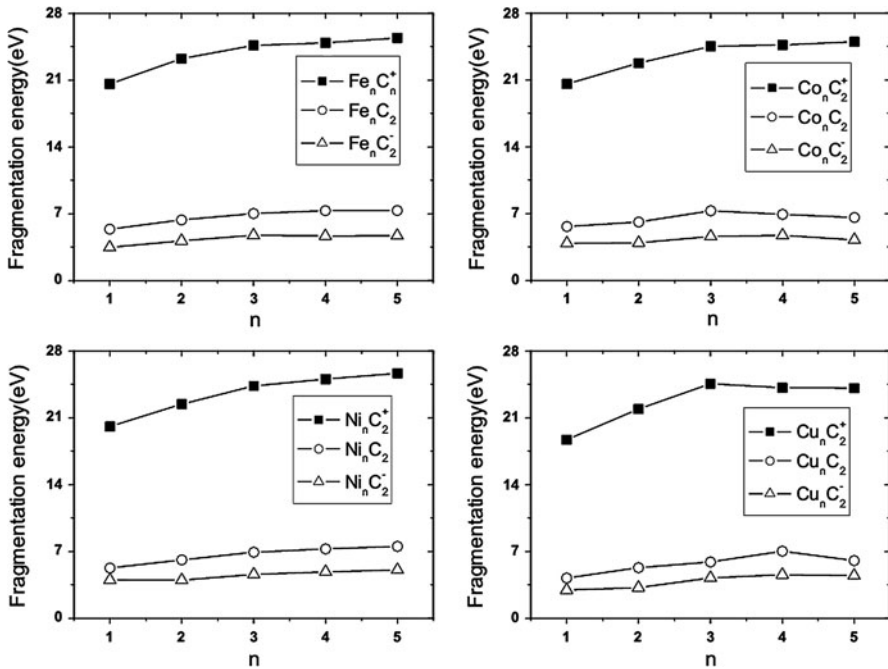 Fragmentation energy(eV)
28
21
14
7
0
Fe_nC_n^+
Fe_nC_2
Fe_nC_2^-
1 2 3 4 5
n
Fragmentation energy(eV)
28
21
14
7
0
Co_nC_2^+
Co_nC_2
Co_nC_2^-
1 2 3 4 5
n
Fragmentation energy(eV)
28
21
14
7
0
Ni_nC_2^+
Ni_nC_2
Ni_nC_2^-
1 2 3 4 5
n
Fragmentation energy(eV)
28
21
14
7
0
Cu_nC_2^+
Cu_nC_2
Cu_nC_2^-
1 2 3 4 5
n